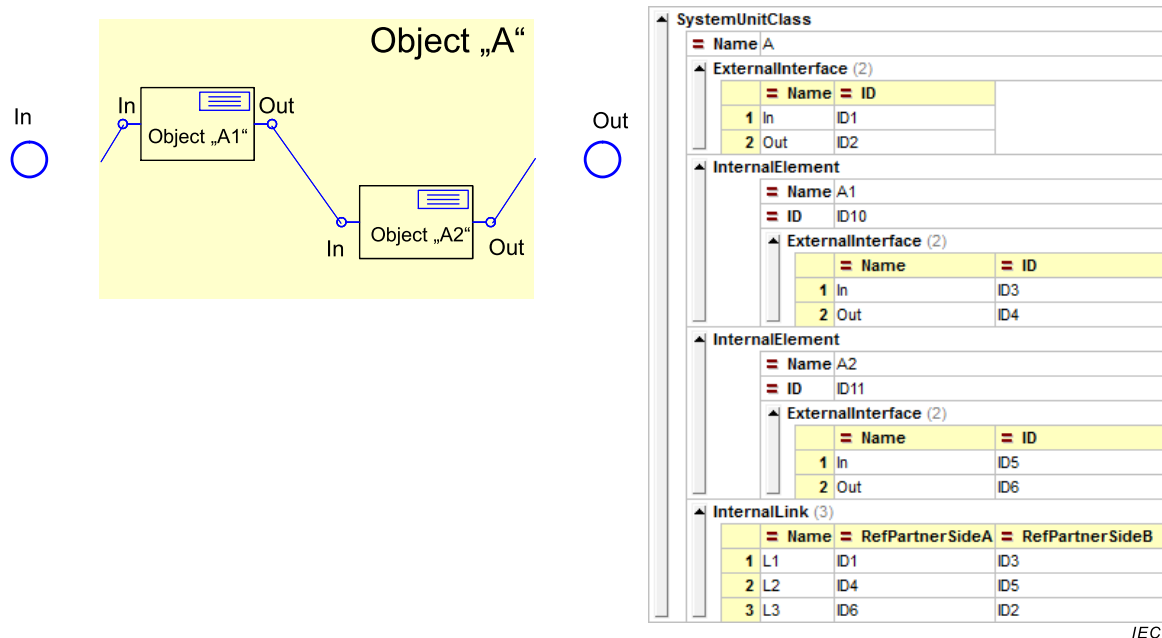 Object „A“
In
In
Out
Object „A1“
Out
In
Object „A2“
Out
SystemUnitClass
= Name A
ExternalInterface (2)
= Name = ID
1 In ID1
2 Out ID2
InternalElement
= Name A1
= ID ID10
ExternalInterface (2)
= Name = ID
1 In ID3
2 Out ID4
InternalElement
= Name A2
= ID ID11
ExternalInterface (2)
= Name = ID
1 In ID5
2 Out ID6
InternalLink (3)
= Name = RefPartnerSideA = RefPartnerSideB
1 L1 ID1 ID3
2 L2 ID4 ID5
3 L3 ID6 ID2
IEC